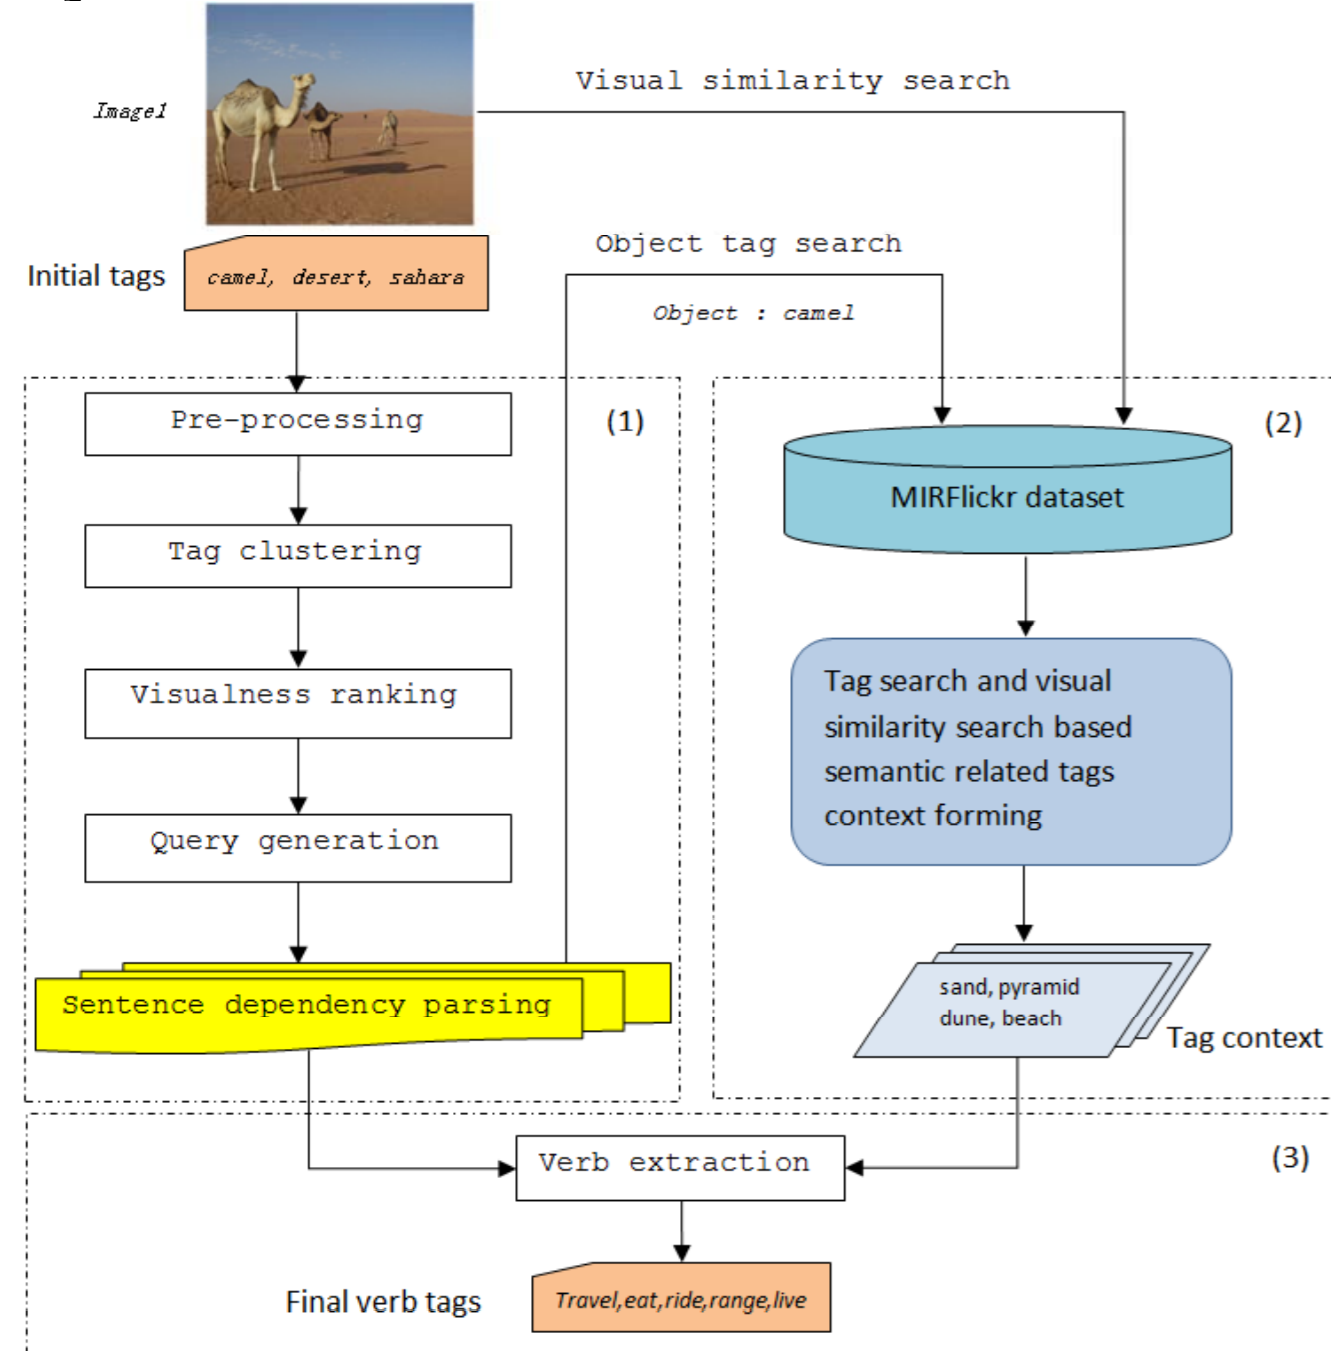 Visual similarity search
Image1
Object tag search
Initial tags
camel, desert, sahara
Object : camel
Pre-processing
(1)
(2)
MIRFlickr dataset
Tag clustering
Tag search and visual
similarity search based
semantic related tags
context forming
Visualness ranking
Query generation
Sentence dependency parsing
sand, pyramid
dune, beach
Tag context
Verb extraction
(3)
Final verb tags
Travel,eat,ride,range,live